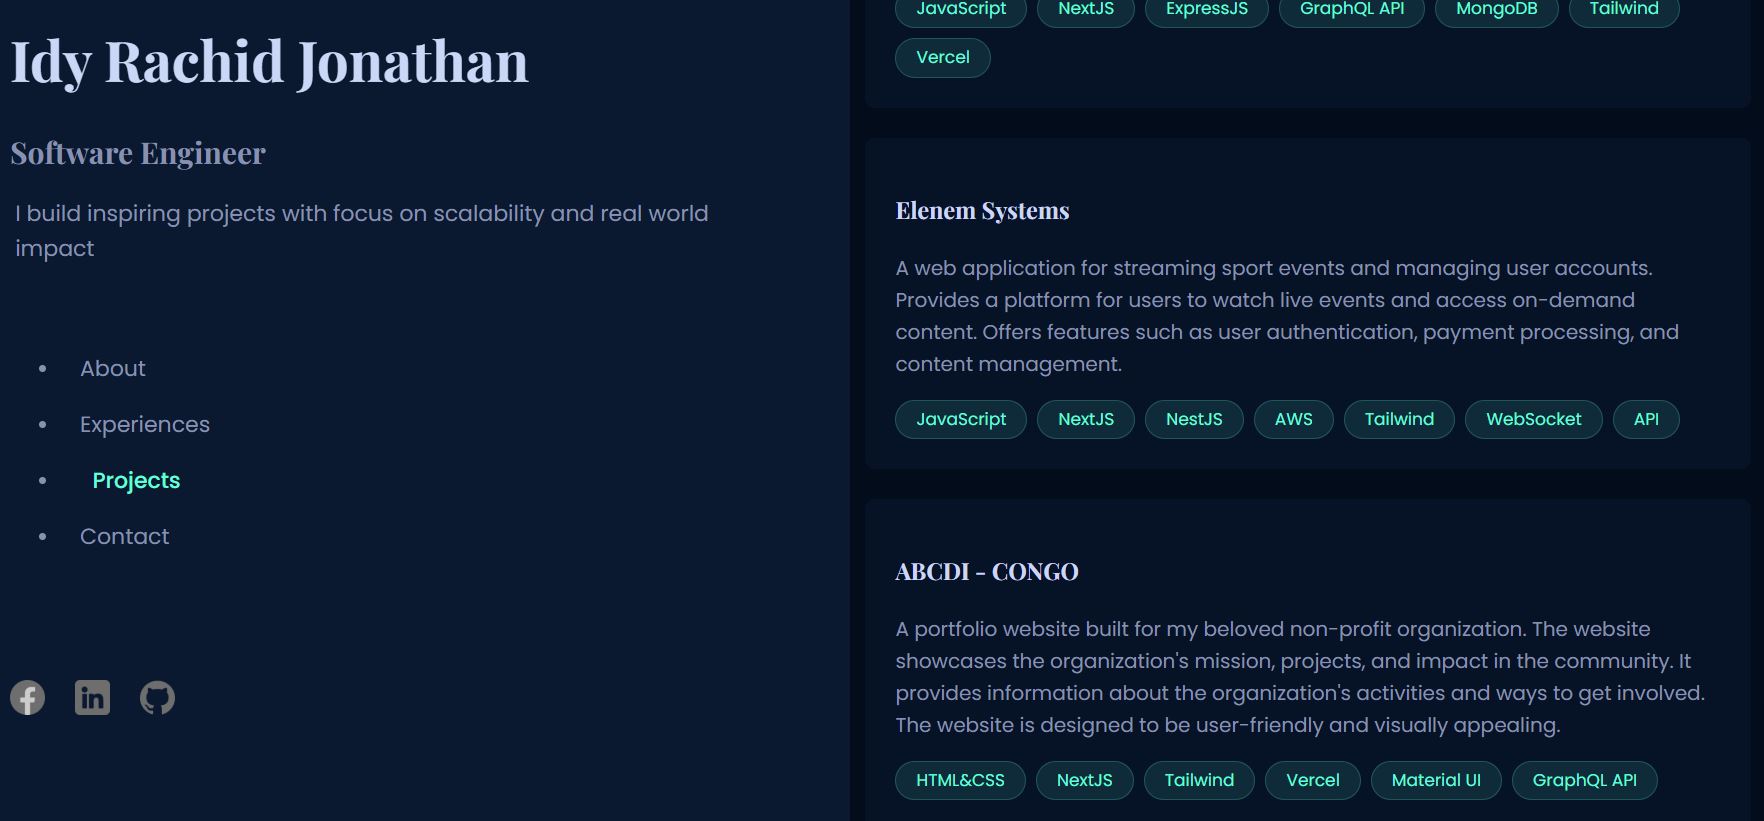 Idy Rachid Jonathan
Software Engineer
I build inspiring projects with focus on scalability and real world
impact
• About
• Experiences
• Projects
• Contact
JavaScript NextJS ExpressJS GraphQL API MongoDB Tailwind
Vercel
Elenem Systems
A web application for streaming sport events and managing user accounts.
Provides a platform for users to watch live events and access on-demand
content. Offers features such as user authentication, payment processing, and
content management.
JavaScript NextJS NestJS AWS Tailwind WebSocket API
ABCDI - CONGO
A portfolio website built for my beloved non-profit organization. The website
showcases the organization's mission, projects, and impact in the community. It
provides information about the organization's activities and ways to get involved.
The website is designed to be user-friendly and visually appealing.
HTML&CSS NextJS Tailwind Vercel Material UI GraphQL API